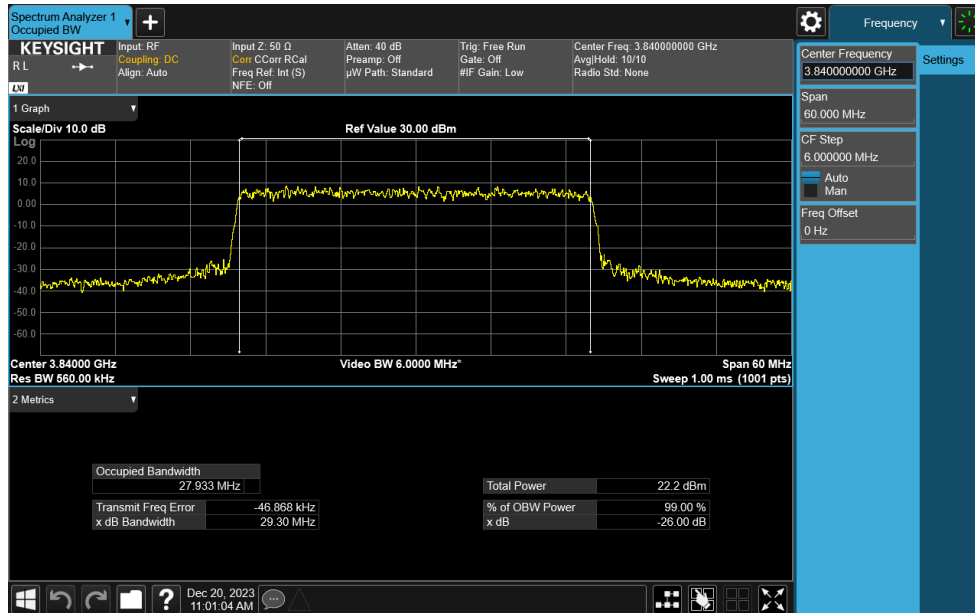 Spectrum Analyzer 1
Occupied BW
Frequency
KEYSIGHT
R L
LXI
Input: RF
Coupling: DC
Align: Auto
Input Z: 50 Ω
Corr CCorr RCal
Freq Ref: Int (S)
NFE: Off
Atten: 40 dB
Preamp: Off
µW Path: Standard
Trig: Free Run
Gate: Off
#IF Gain: Low
Center Freq: 3.840000000 GHz
Avg|Hold: 10/10
Radio Std: None
Center Frequency
3.840000000 GHz
Settings
Span
60.000 MHz
CF Step
6.000000 MHz
Auto
Man
Freq Offset
0 Hz
1 Graph
Scale/Div 10.0 dB
Ref Value 30.00 dBm
Log
20.0
10.0
0.00
-10.0
-20.0
-30.0
-40.0
-50.0
-60.0
Center 3.84000 GHz
Video BW 6.0000 MHz*
Span 60 MHz
Res BW 560.00 kHz
Sweep 1.00 ms (1001 pts)
2 Metrics
Occupied Bandwidth
27.933 MHz
Transmit Freq Error -46.868 kHz
x dB Bandwidth 29.30 MHz
Total Power 22.2 dBm
% of OBW Power 99.00 %
x dB -26.00 dB
?
Dec 20, 2023
11:01:04 AM